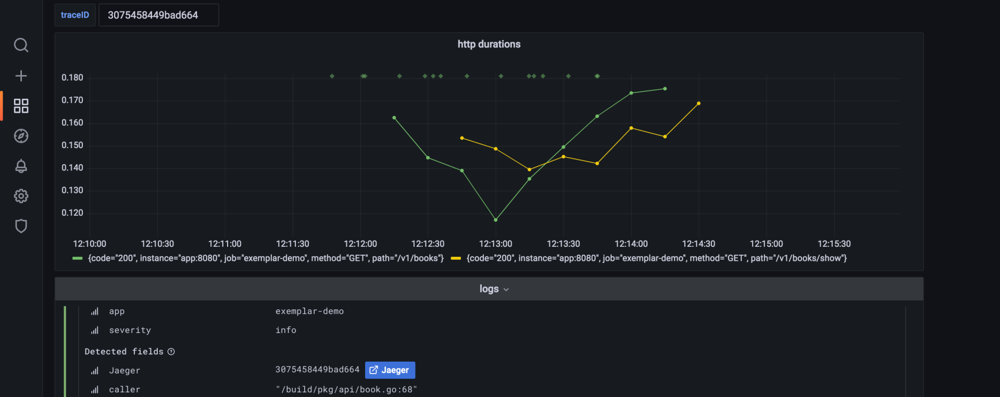 traceID 3075458449bad664
http durations
0.180
0.170
0.160
0.150
0.140
0.130
0.120
12:10:00 12:10:30 12:11:00 12:11:30 12:12:00 12:12:30 12:13:00 12:13:30 12:14:00 12:14:30 12:15:00 12:15:30
{code="200", instance="app:8080", job="exemplar-demo", method="GET", path="/v1/books"} {code="200", instance="app:8080", job="exemplar-demo", method="GET", path="/v1/books/show"}
logs
app exemplar-demo
severity info
Detected fields
Jaeger 3075458449bad664 Jaeger
caller "/build/pkg/api/book.go:68"